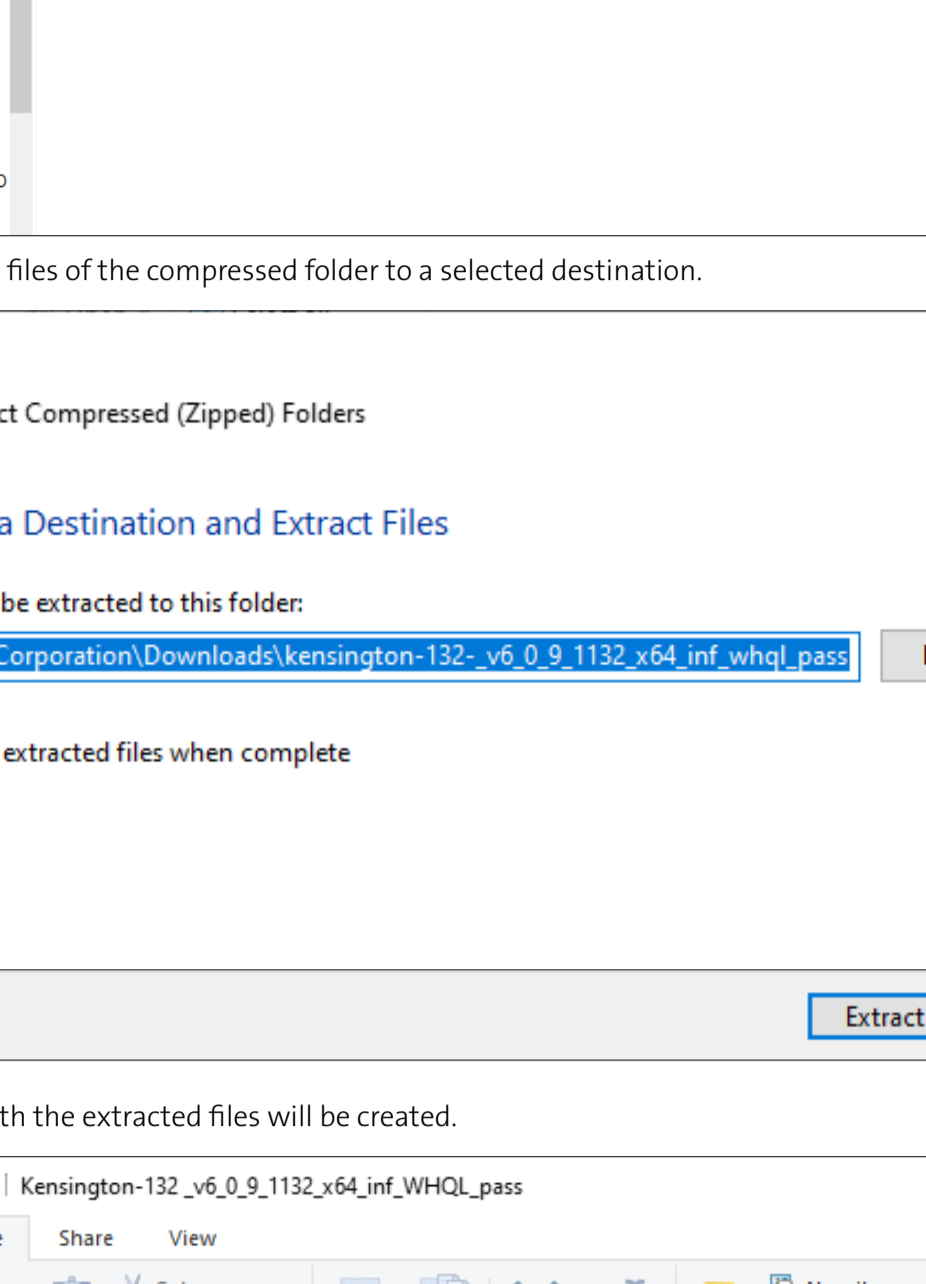 files of the compressed folder to a selected destination.
Compressed (Zipped) Folders
a Destination and Extract Files
be extracted to this folder:
Corporation\Downloads\kensington-132-_v6_0_9_1132_x64_inf_whql_pass
extracted files when complete
Extract
the extracted files will be created.
Kensington-132 _v6_0_9_1132_x64_inf_WHQL_pass
Share View